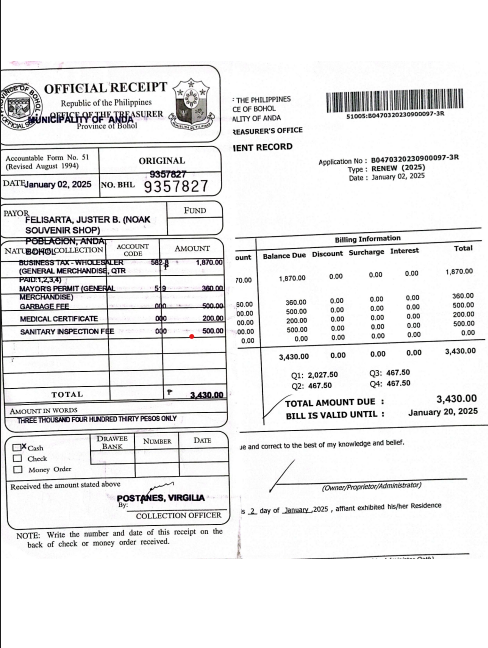 OFFICIAL RECEIPT
Republic of the Philippines
OFFICE OF THE TREASURER
MUNICIPALITY OF ANDA
Province of Bohol
Accountable Form No. 51
(Revised August 1994)
ORIGINAL
DATE January 02, 2025
NO. BHL 9357827
9357827
PAYOR
FELISARTA, JUSTER B. (NOAK
SOUVENIR SHOP)
POBLACION, ANDA,
BOHOL
FUND
NATURE OF COLLECTION
ACCOUNT
CODE
AMOUNT
BUSINESS TAX - WHOLESALER 582-8 ₱ 1,870.00
(GENERAL MERCHANDISE, QTR
PAID:1,2,3,4)
MAYOR'S PERMIT (GENERAL 519 360.00
MERCHANDISE)
GARBAGE FEE 000 500.00
MEDICAL CERTIFICATE 000 200.00
SANITARY INSPECTION FEE 000 500.00
TOTAL ₱ 3,430.00
AMOUNT IN WORDS
THREE THOUSAND FOUR HUNDRED THIRTY PESOS ONLY
X Cash
Check
Money Order
DRAWEE
BANK
NUMBER
DATE
Received the amount stated above
POSTANES, VIRGILIA
By:
COLLECTION OFFICER
NOTE: Write the number and date of this receipt on the
back of check or money order received.
THE PHILIPPINES
CE OF BOHOL
ALITY OF ANDA
REASURER'S OFFICE
IENT RECORD
51005:B0470320230900097-3R
Application No : B0470320230900097-3R
Type : RENEW (2025)
Date : January 02, 2025
Billing Information
ount Balance Due Discount Surcharge Interest Total
70.00 1,870.00 0.00 0.00 0.00 1,870.00
60.00 360.00 0.00 0.00 0.00 360.00
00.00 500.00 0.00 0.00 0.00 500.00
00.00 200.00 0.00 0.00 0.00 200.00
00.00 500.00 0.00 0.00 0.00 500.00
0.00 0.00 0.00 0.00 0.00 0.00
3,430.00 0.00 0.00 0.00 3,430.00
Q1: 2,027.50 Q3: 467.50
Q2: 467.50 Q4: 467.50
TOTAL AMOUNT DUE : 3,430.00
BILL IS VALID UNTIL : January 20, 2025
ue and correct to the best of my knowledge and belief.
(Owner/Proprietor/Administrator)
is 2 day of January ,2025 , affiant exhibited his/her Residence